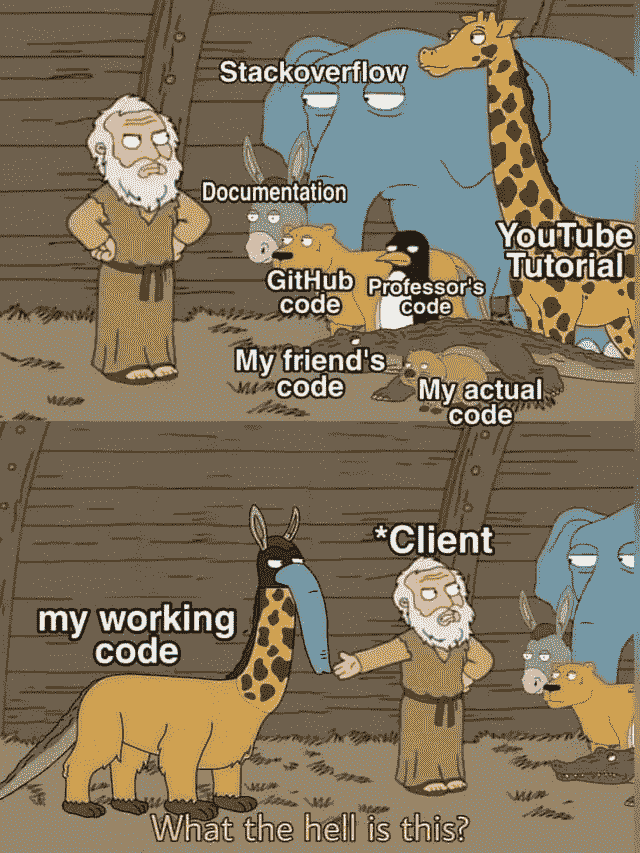 Stackoverflow
Documentation
YouTube
Tutorial
GitHub
code
Professor's
code
My friend's
code
My actual
code
*Client
my working
code
What the hell is this?